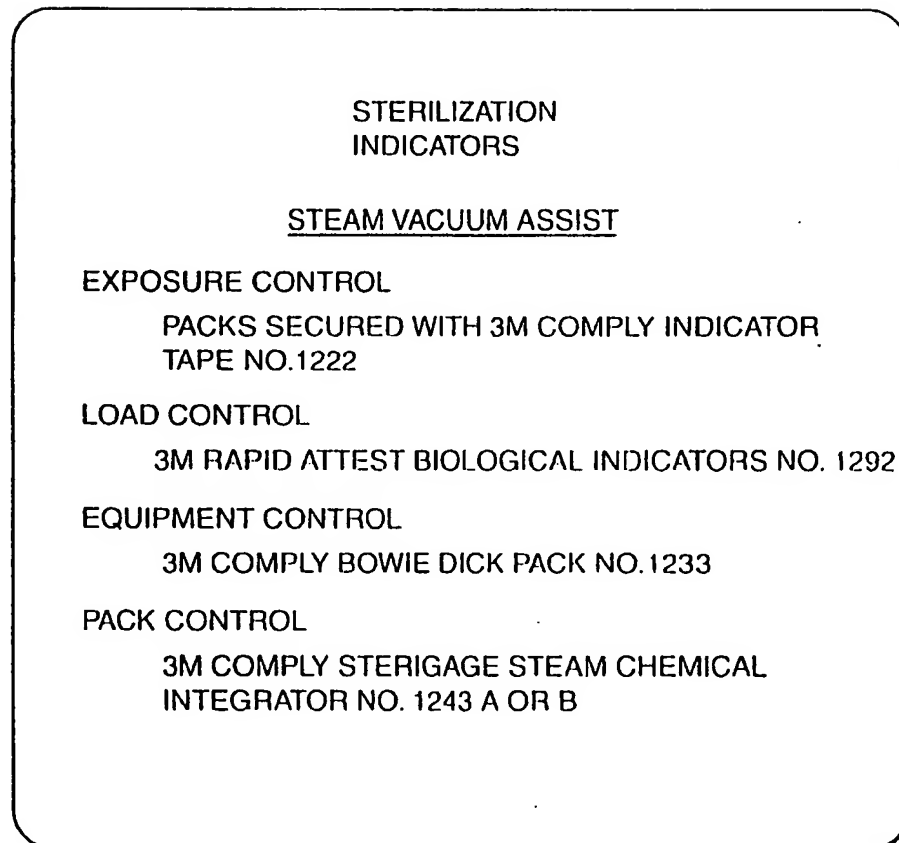 STERILIZATION
INDICATORS
STEAM VACUUM ASSIST
EXPOSURE CONTROL
PACKS SECURED WITH 3M COMPLY INDICATOR
TAPE NO.1222
LOAD CONTROL
3M RAPID ATTEST BIOLOGICAL INDICATORS NO. 1292
EQUIPMENT CONTROL
3M COMPLY BOWIE DICK PACK NO.1233
PACK CONTROL
3M COMPLY STERIGAGE STEAM CHEMICAL
INTEGRATOR NO. 1243 A OR B